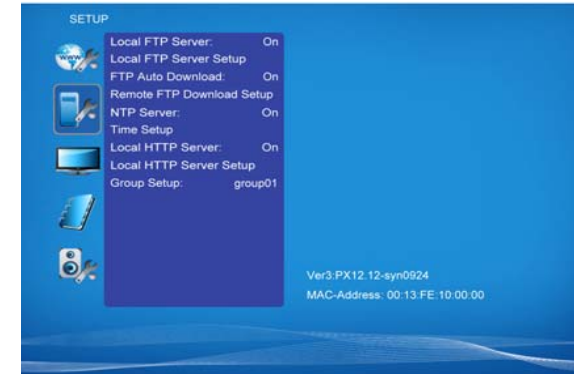 SETUP
www
Local FTP Server: On
Local FTP Server Setup
FTP Auto Download: On
Remote FTP Download Setup
NTP Server: On
Time Setup
Local HTTP Server: On
Local HTTP Server Setup
Group Setup: group01
Ver3:PX12.12-syn0924
MAC-Address: 00:13:FE:10:00:00